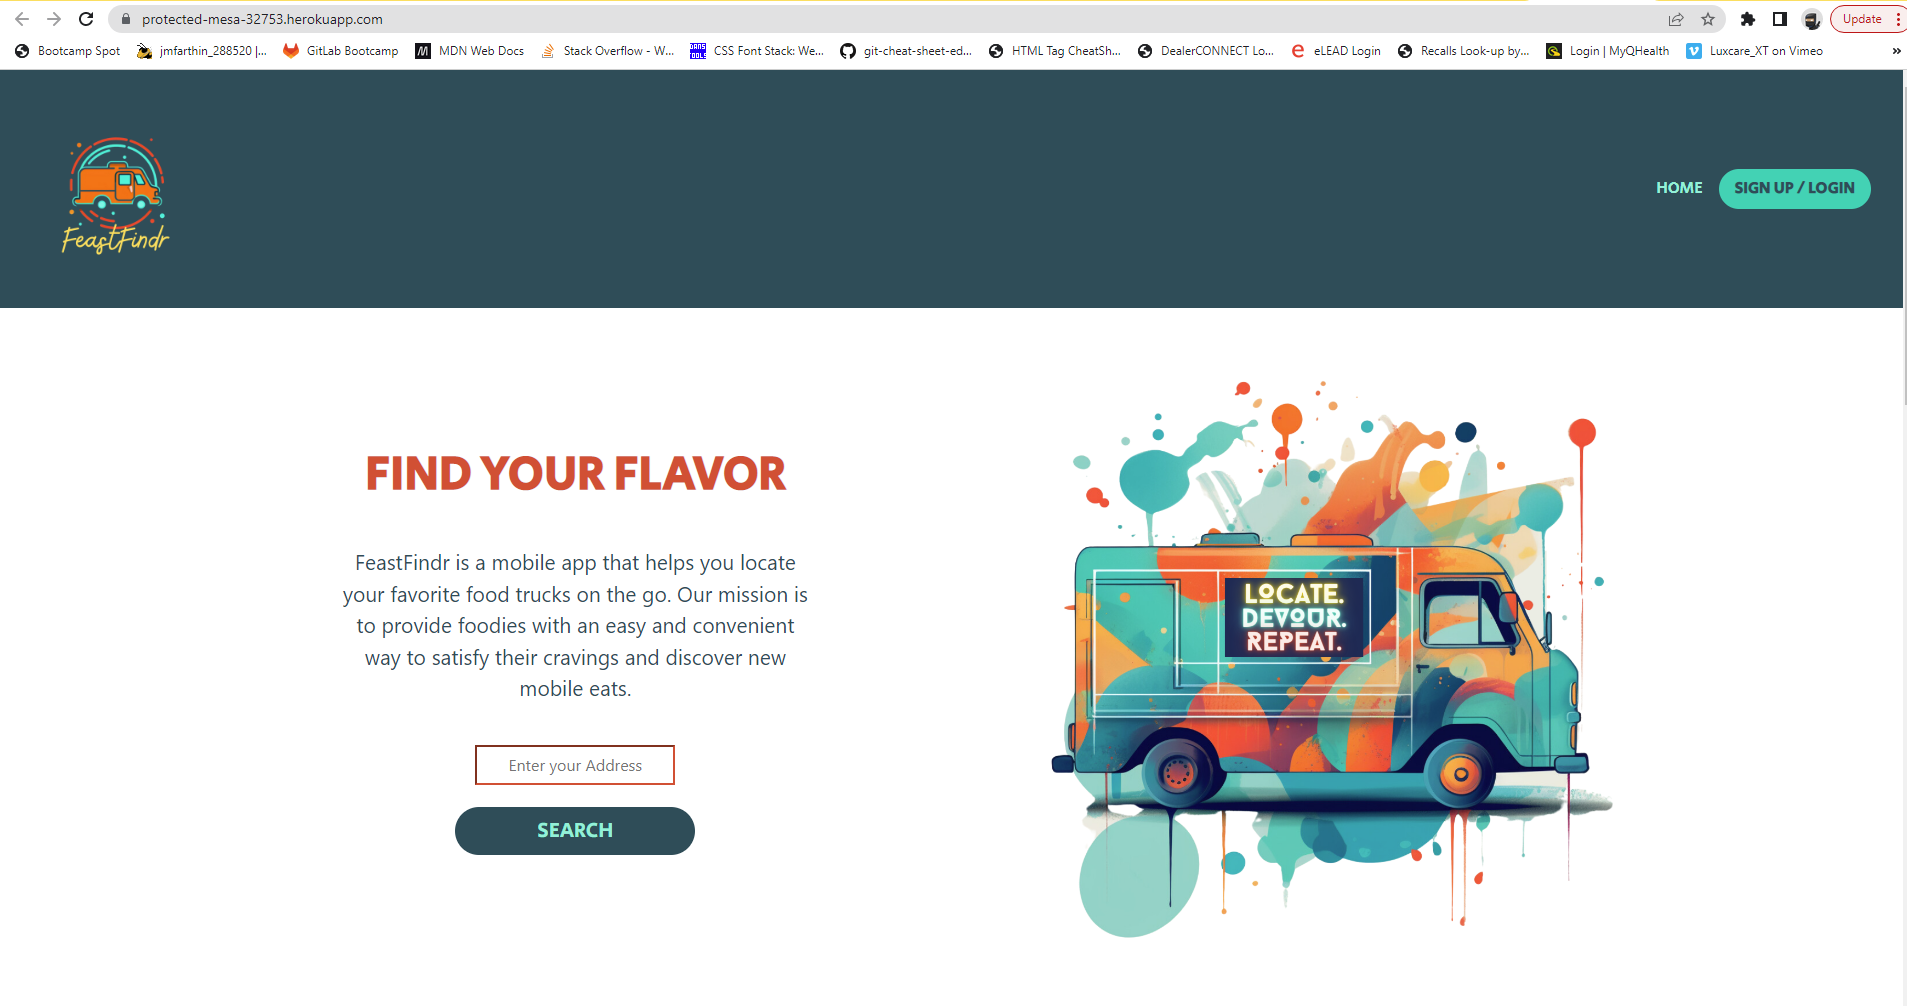 protected-mesa-32753.herokuapp.com
Update
Bootcamp Spot
jmfarthin_288520 |...
GitLab Bootcamp
MDN Web Docs
Stack Overflow - W...
CSS Font Stack: We...
git-cheat-sheet-ed...
HTML Tag CheatSh...
DealerCONNECT Lo...
eLEAD Login
Recalls Look-up by...
Login | MyQHealth
Luxcare_XT on Vimeo
»
FeastFindr
HOME
SIGN UP / LOGIN
FIND YOUR FLAVOR
FeastFindr is a mobile app that helps you locate
your favorite food trucks on the go. Our mission is
to provide foodies with an easy and convenient
way to satisfy their cravings and discover new
mobile eats.
Enter your Address
SEARCH
LOCATE.
DEVOUR.
REPEAT.